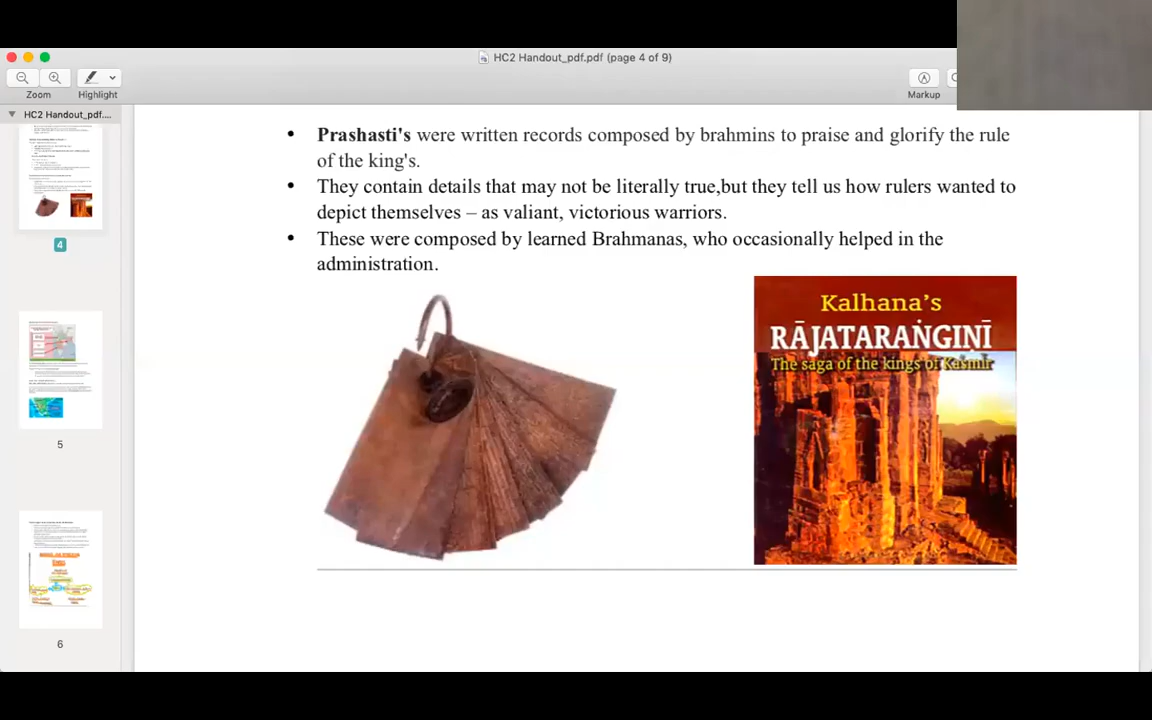 HC2 Handout_pdf.pdf (page 4 of 9)
Zoom
Highlight
Markup
HC2 Handout_pdf....
4
5
6
• Prashasti's were written records composed by brahmins to praise and glorify the rule
of the king's.
• They contain details that may not be literally true,but they tell us how rulers wanted to
depict themselves – as valiant, victorious warriors.
• These were composed by learned Brahmanas, who occasionally helped in the
administration.
Kalhana's
RĀJATARAṄGIṆĪ
The saga of the kings of Kaśmīr